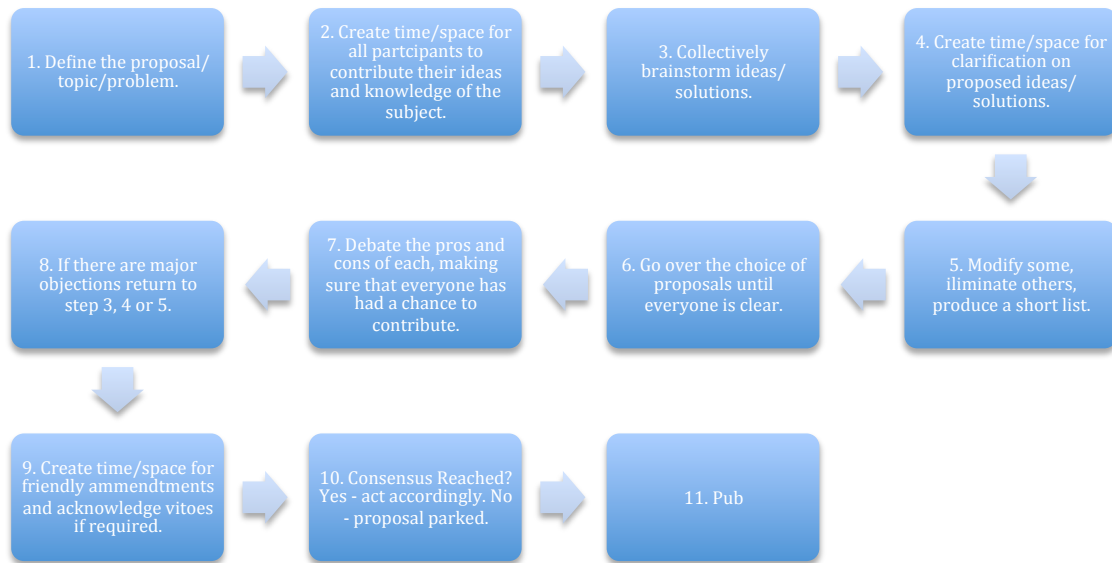 1. Define the proposal/
topic/problem.
2. Create time/space for
all partcipants to
contribute their ideas
and knowledge of the
subject.
3. Collectively
brainstorm ideas/
solutions.
4. Create time/space for
clarification on
proposed ideas/
solutions.
5. Modify some,
iliminate others,
produce a short list.
6. Go over the choice of
proposals until
everyone is clear.
7. Debate the pros and
cons of each, making
sure that everyone has
had a chance to
contribute.
8. If there are major
objections return to
step 3, 4 or 5.
9. Create time/space for
friendly ammendtments
and acknowledge vitoes
if required.
10. Consensus Reached?
Yes - act accordingly. No
- proposal parked.
11. Pub